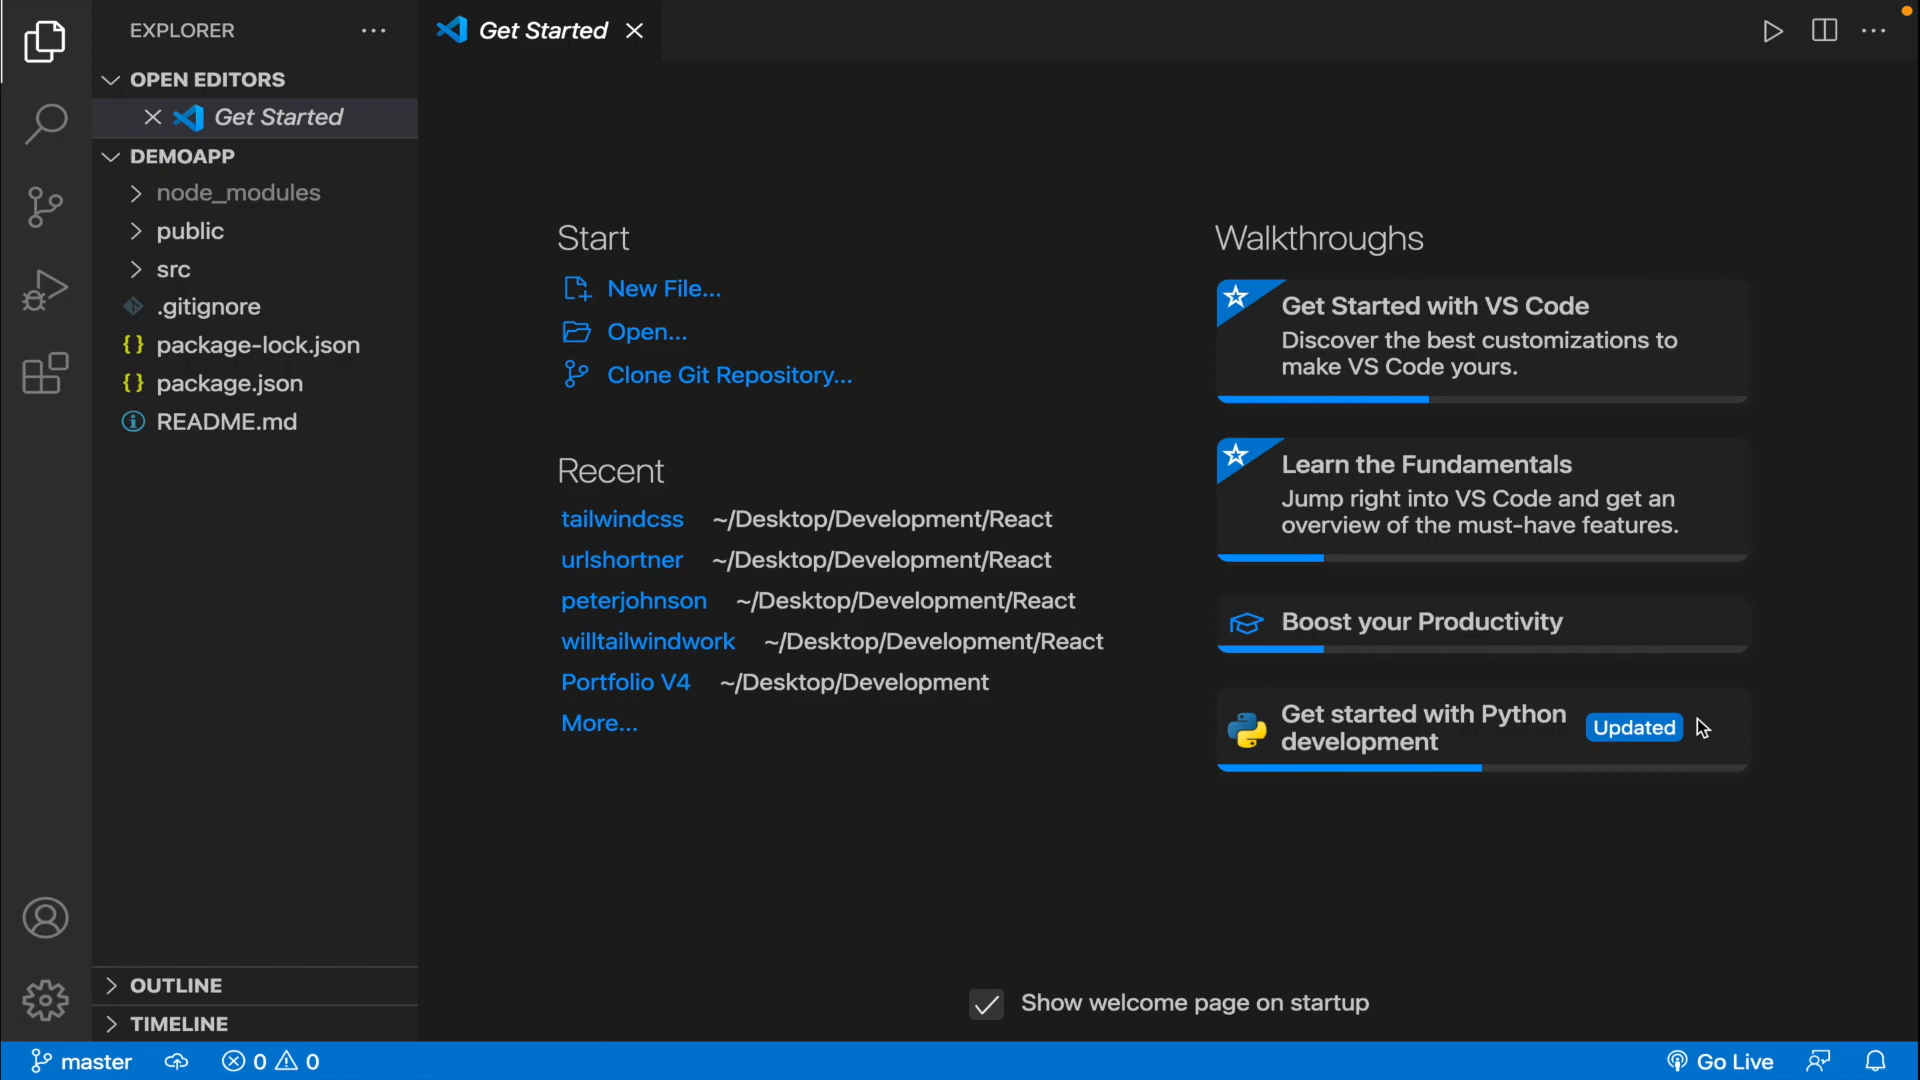 EXPLORER
Get Started
OPEN EDITORS
Get Started
DEMOAPP
node_modules
public
src
.gitignore
{} package-lock.json
{} package.json
README.md
OUTLINE
TIMELINE
Start
New File...
Open...
Clone Git Repository...
Recent
tailwindcss ~/Desktop/Development/React
urlshortner ~/Desktop/Development/React
peterjohnson ~/Desktop/Development/React
willtailwindwork ~/Desktop/Development/React
Portfolio V4 ~/Desktop/Development
More...
Walkthroughs
Get Started with VS Code
Discover the best customizations to
make VS Code yours.
Learn the Fundamentals
Jump right into VS Code and get an
overview of the must-have features.
Boost your Productivity
Get started with Python
development
Updated
Show welcome page on startup
master 0 0
Go Live